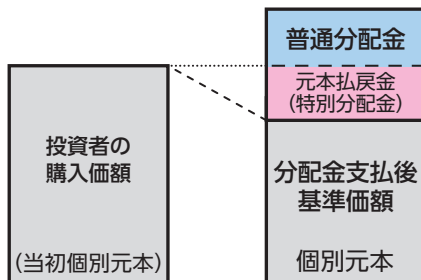 普通分配金
元本払戻金
(特別分配金)
投資者の
購入価額
(当初個別元本)
分配金支払後
基準価額
個別元本